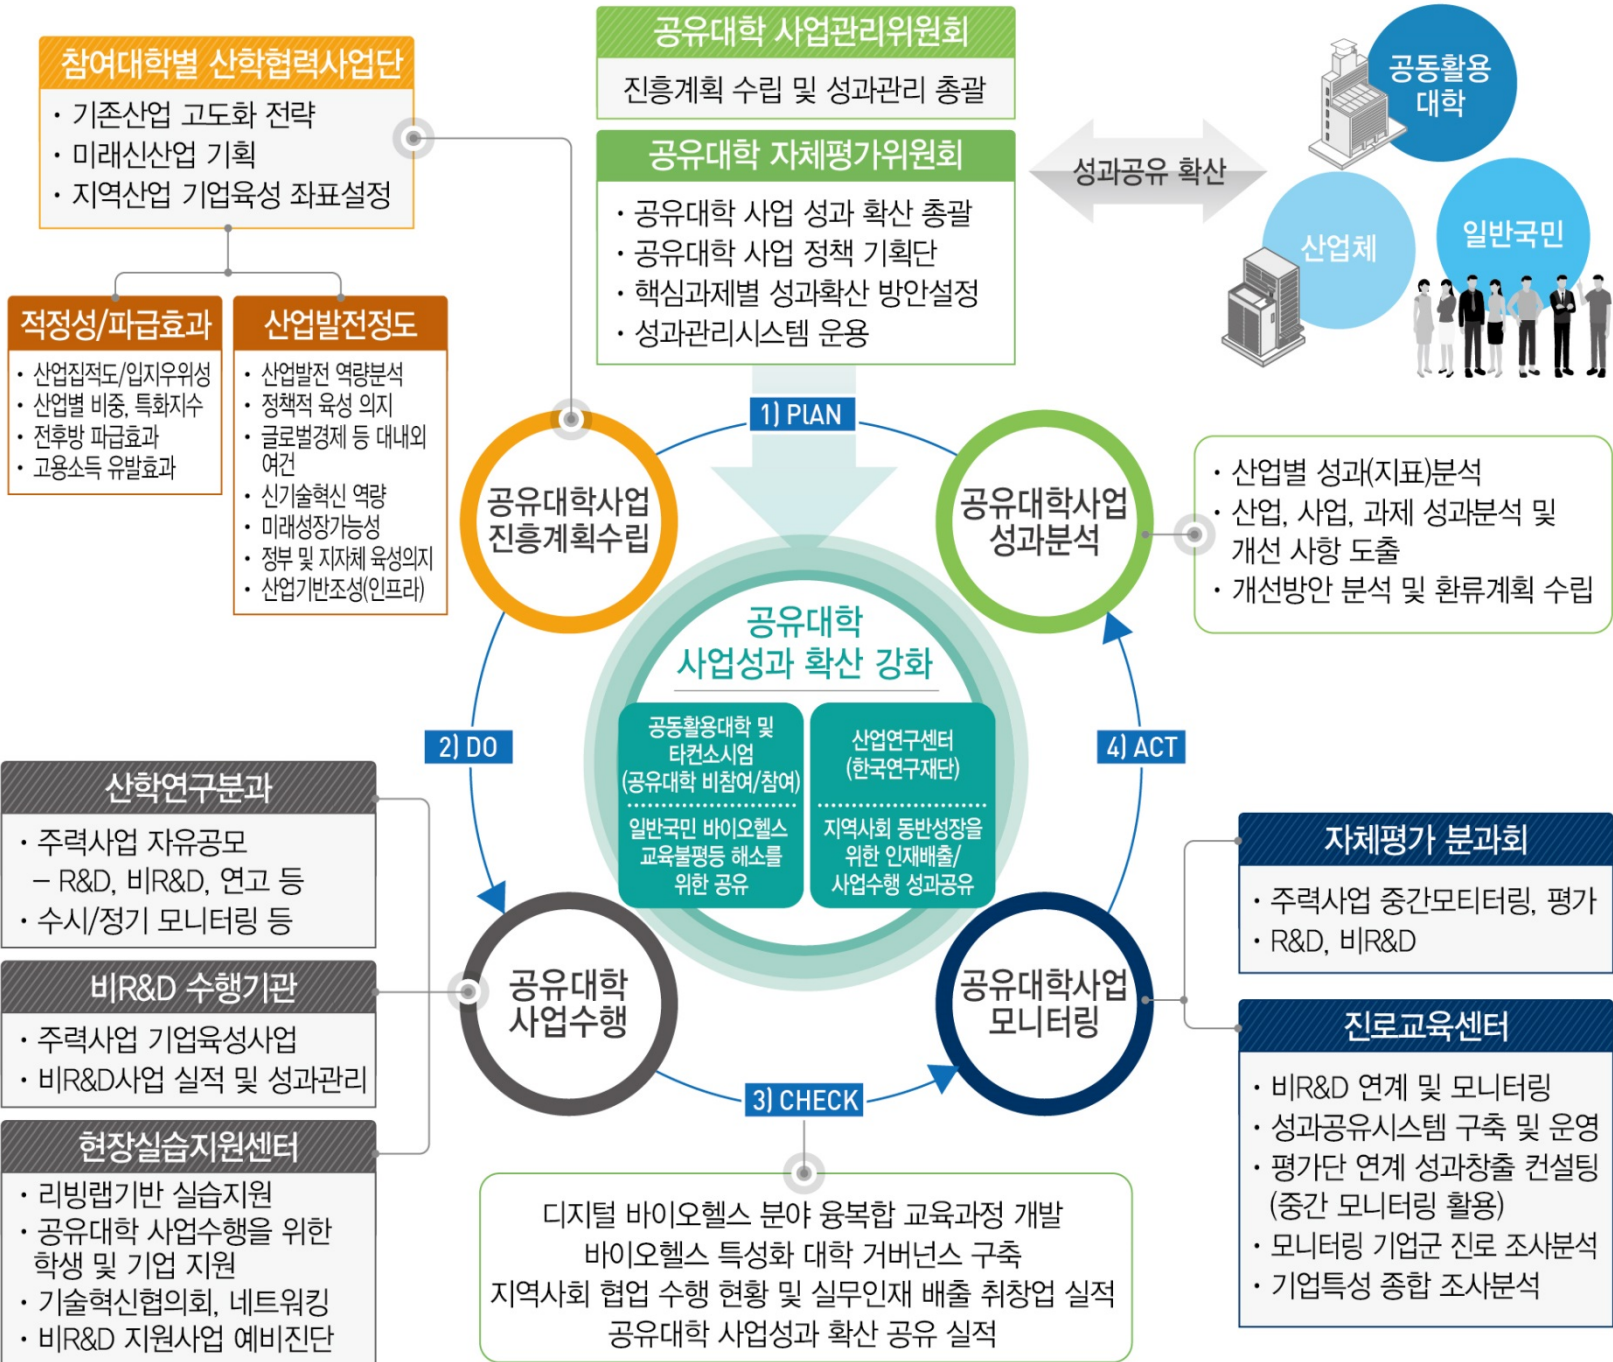 참여대학별 산학협력사업단
· 기존산업 고도화 전략
· 미래신산업 기획
· 지역산업 기업육성 좌표설정
적정성/파급효과
· 산업집적도/입지우위성
· 산업별 비중, 특화지수
· 전후방 파급효과
· 고용소득 유발효과
산업발전정도
· 산업발전 역량분석
· 정책적 육성 의지
· 글로벌경제 등 대내외
여건
· 신기술혁신 역량
· 미래성장가능성
· 정부 및 지자체 육성의지
· 산업기반조성(인프라)
공유대학 사업관리위원회
진흥계획 수립 및 성과관리 총괄
공유대학 자체평가위원회
· 공유대학 사업 성과 확산 총괄
· 공유대학 사업 정책 기획단
· 핵심과제별 성과확산 방안설정
· 성과관리시스템 운용
성과공유 확산
공동활용
대학
산업체
일반국민
1) PLAN
공유대학사업
진흥계획수립
공유대학사업
성과분석
· 산업별 성과(지표)분석
· 산업, 사업, 과제 성과분석 및
개선 사항 도출
· 개선방안 분석 및 환류계획 수립
공유대학
사업성과 확산 강화
공동활용대학 및
타컨소시엄
(공유대학 비참여/참여)
일반국민 바이오헬스
교육불평등 해소를
위한 공유
산업연구센터
(한국연구재단)
지역사회 동반성장을
위한 인재배출/
사업수행 성과공유
2) DO
4) ACT
산학연구분과
· 주력사업 자유공모
– R&D, 비R&D, 연고 등
· 수시/정기 모니터링 등
비R&D 수행기관
· 주력사업 기업육성사업
· 비R&D사업 실적 및 성과관리
현장실습지원센터
· 리빙랩기반 실습지원
· 공유대학 사업수행을 위한
학생 및 기업 지원
· 기술혁신협의회, 네트워킹
· 비R&D 지원사업 예비진단
공유대학
사업수행
공유대학사업
모니터링
3) CHECK
디지털 바이오헬스 분야 융복합 교육과정 개발
바이오헬스 특성화 대학 거버넌스 구축
지역사회 협업 수행 현황 및 실무인재 배출 취창업 실적
공유대학 사업성과 확산 공유 실적
자체평가 분과회
· 주력사업 중간모티터링, 평가
· R&D, 비R&D
진로교육센터
· 비R&D 연계 및 모니터링
· 성과공유시스템 구축 및 운영
· 평가단 연계 성과창출 컨설팅
(중간 모니터링 활용)
· 모니터링 기업군 진로 조사분석
· 기업특성 종합 조사분석